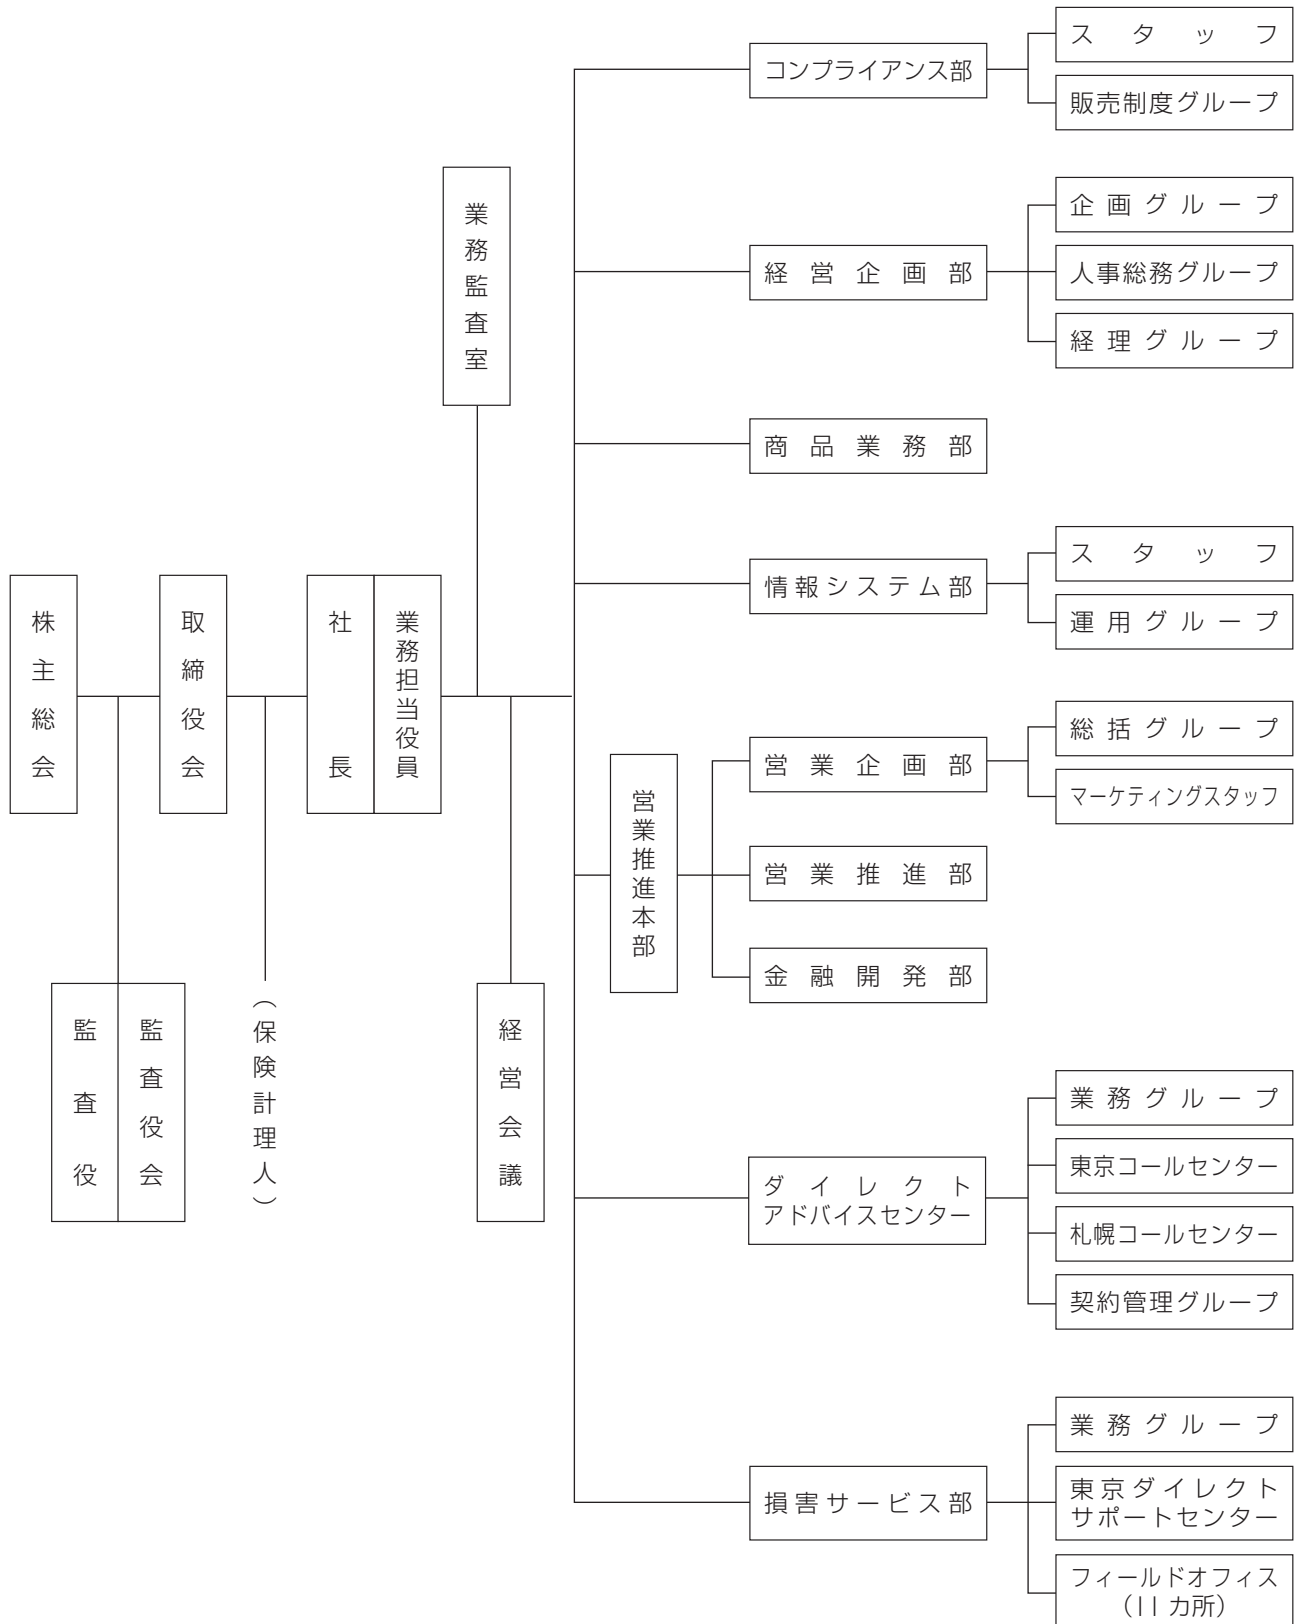 株主総会
監査役
監査役会
取締役会
（保険計理人）
社長
業務担当役員
業務監査室
経営会議
コンプライアンス部
スタッフ
販売制度グループ
経営企画部
企画グループ
人事総務グループ
経理グループ
商品業務部
情報システム部
スタッフ
運用グループ
営業推進本部
営業企画部
総括グループ
マーケティングスタッフ
営業推進部
金融開発部
ダイレクト
アドバイスセンター
業務グループ
東京コールセンター
札幌コールセンター
契約管理グループ
損害サービス部
業務グループ
東京ダイレクト
サポートセンター
フィールドオフィス
（11カ所）